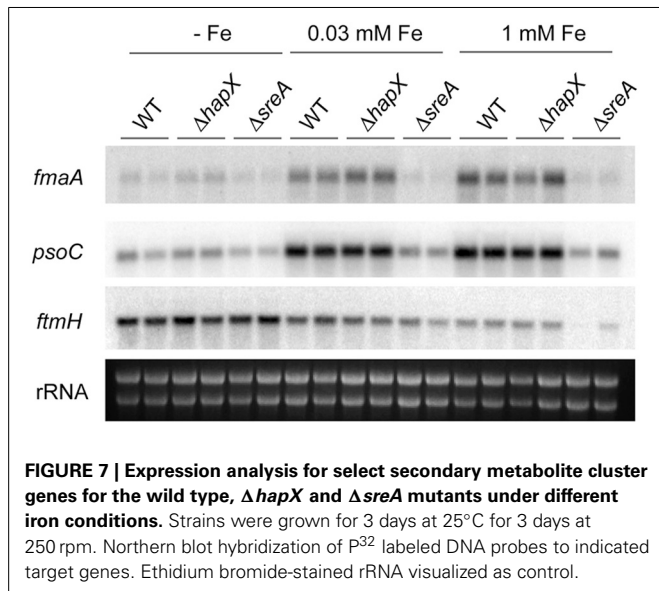 - Fe 0.03 mM Fe 1 mM Fe
WT ΔhapX ΔsreA WT ΔhapX ΔsreA WT ΔhapX ΔsreA
fmaA
psoC
ftmH
rRNA
FIGURE 7 | Expression analysis for select secondary metabolite cluster
genes for the wild type, ΔhapX and ΔsreA mutants under different
iron conditions. Strains were grown for 3 days at 25°C for 3 days at
250 rpm. Northern blot hybridization of P³² labeled DNA probes to indicated
target genes. Ethidium bromide-stained rRNA visualized as control.